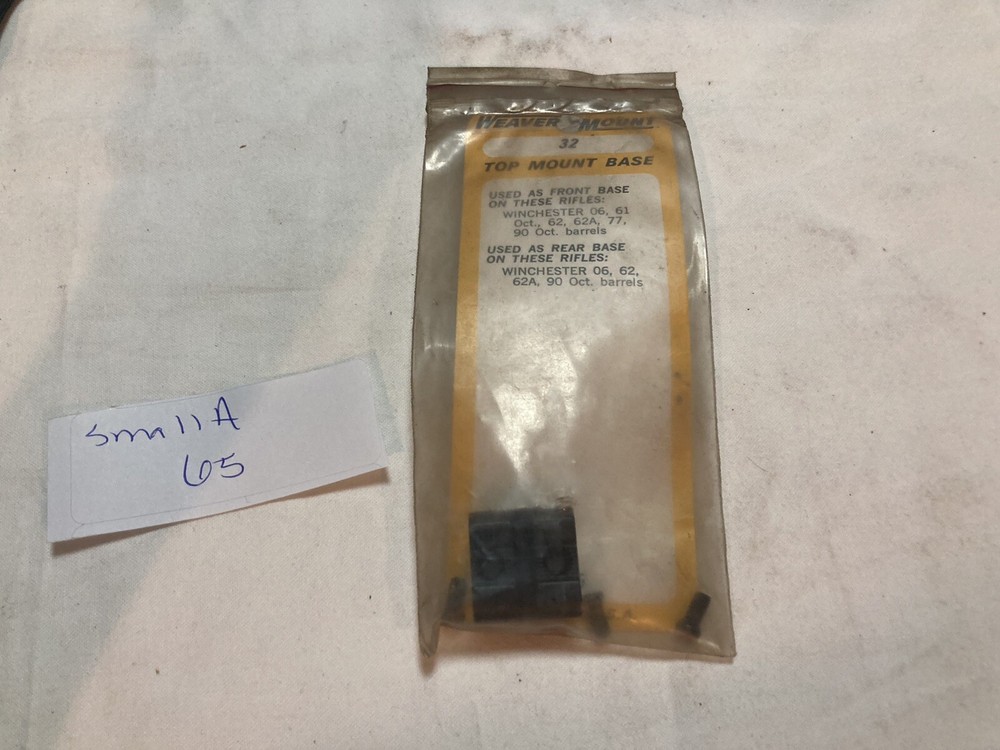 WEAVER MOUNT
32
TOP MOUNT BASE
USED AS FRONT BASE
ON THESE RIFLES:
WINCHESTER 06, 61
Oct., 62, 62A, 77,
90 Oct. barrels
USED AS REAR BASE
ON THESE RIFLES:
WINCHESTER 06, 62,
62A, 90 Oct. barrels
small A
65